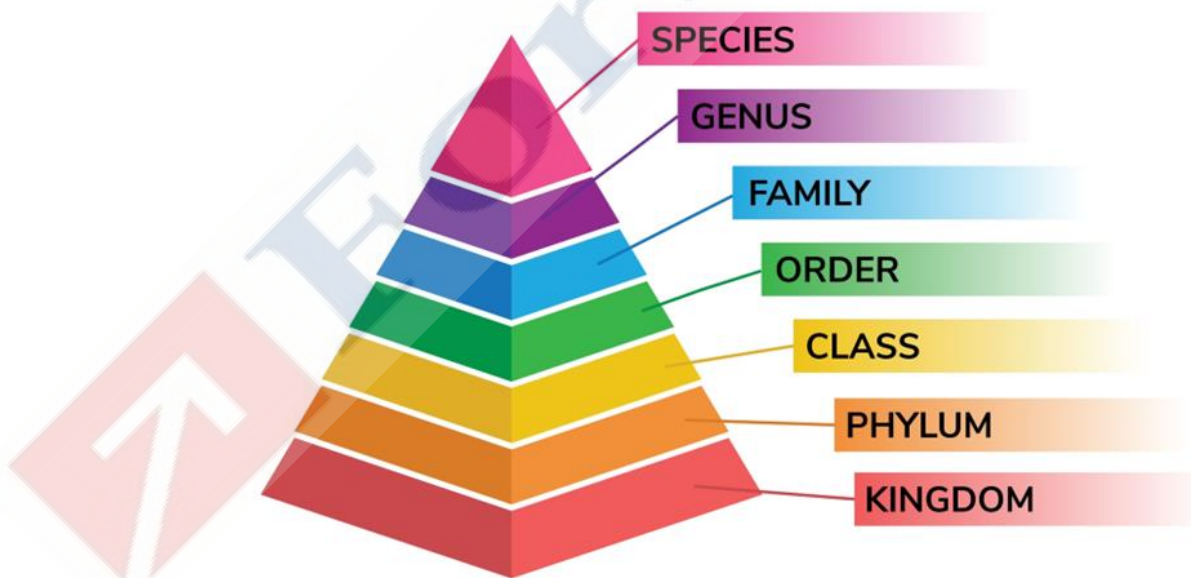 SPECIES
GENUS
FAMILY
ORDER
CLASS
PHYLUM
KINGDOM